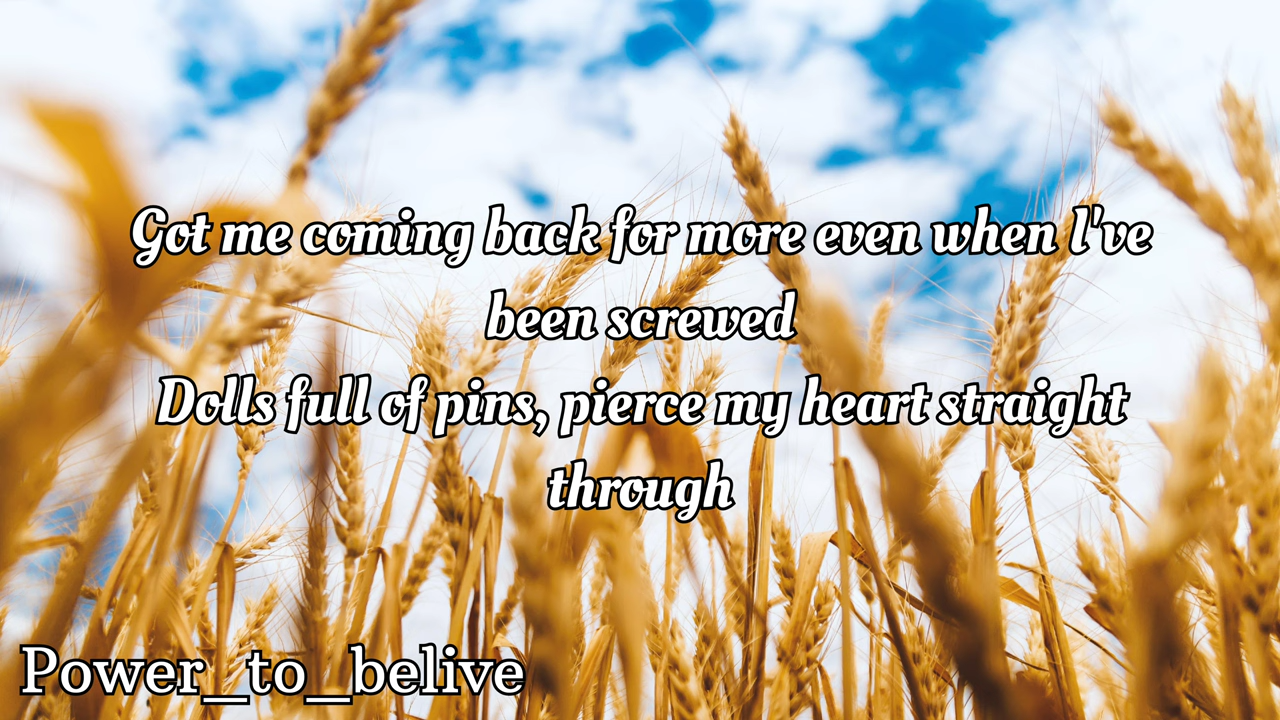 Got me coming back for more even when I've
been screwed
Dolls full of pins, pierce my heart straight
through
Power_to_belive